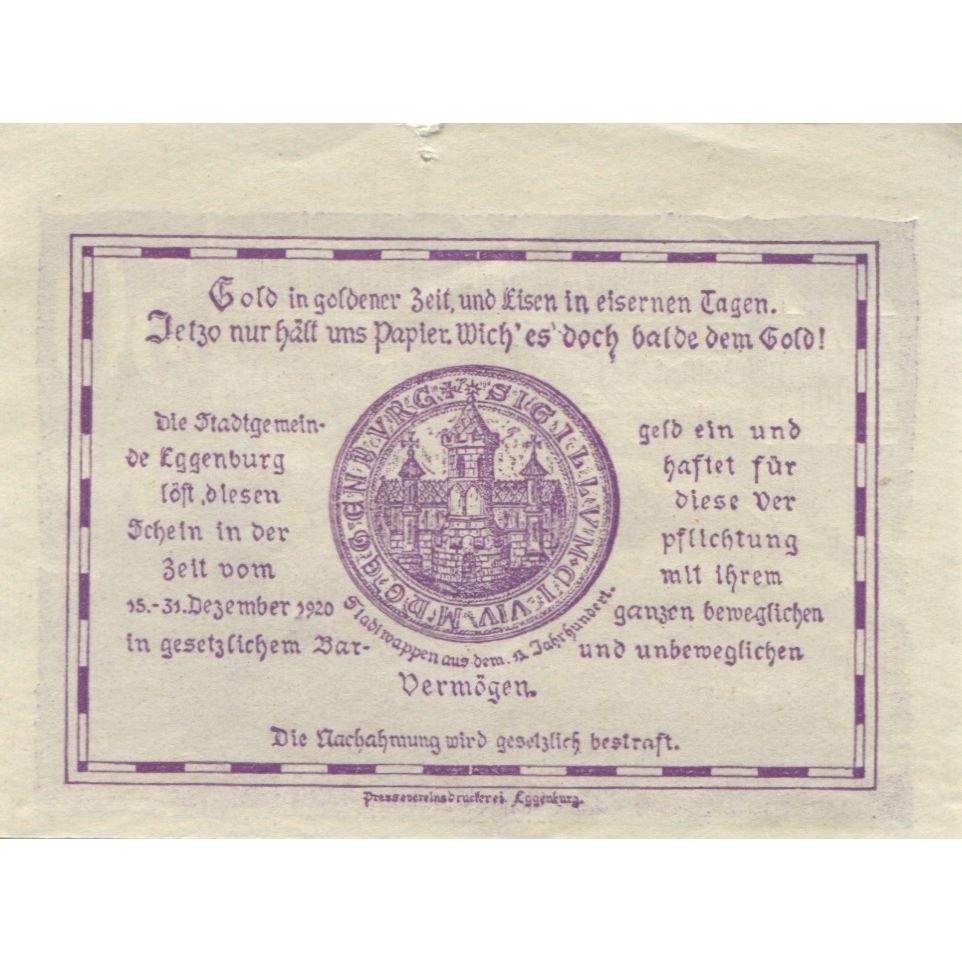 Gold in goldener Zeit, und Eisen in eisernen Tagen.
Jetzo nur hält uns Papier. Wich' es doch balde dem Gold!
Die Stadtgemein-
de Eggenburg
löst diesen
Schein in der
Zeit vom
15.-31. Dezember 1920
in gesetzlichem Bar-
geld ein und
haftet für
diese Ver
pflichtung
mit ihrem
ganzen beweglichen
und unbeweglichen
Vermögen.
SIGILLVM CIVIVM
Stadtwappen aus dem 13. Jahrhundert.
Die Nachahmung wird gesetzlich bestraft.
Pressevereinsdruckerei Eggenburg.